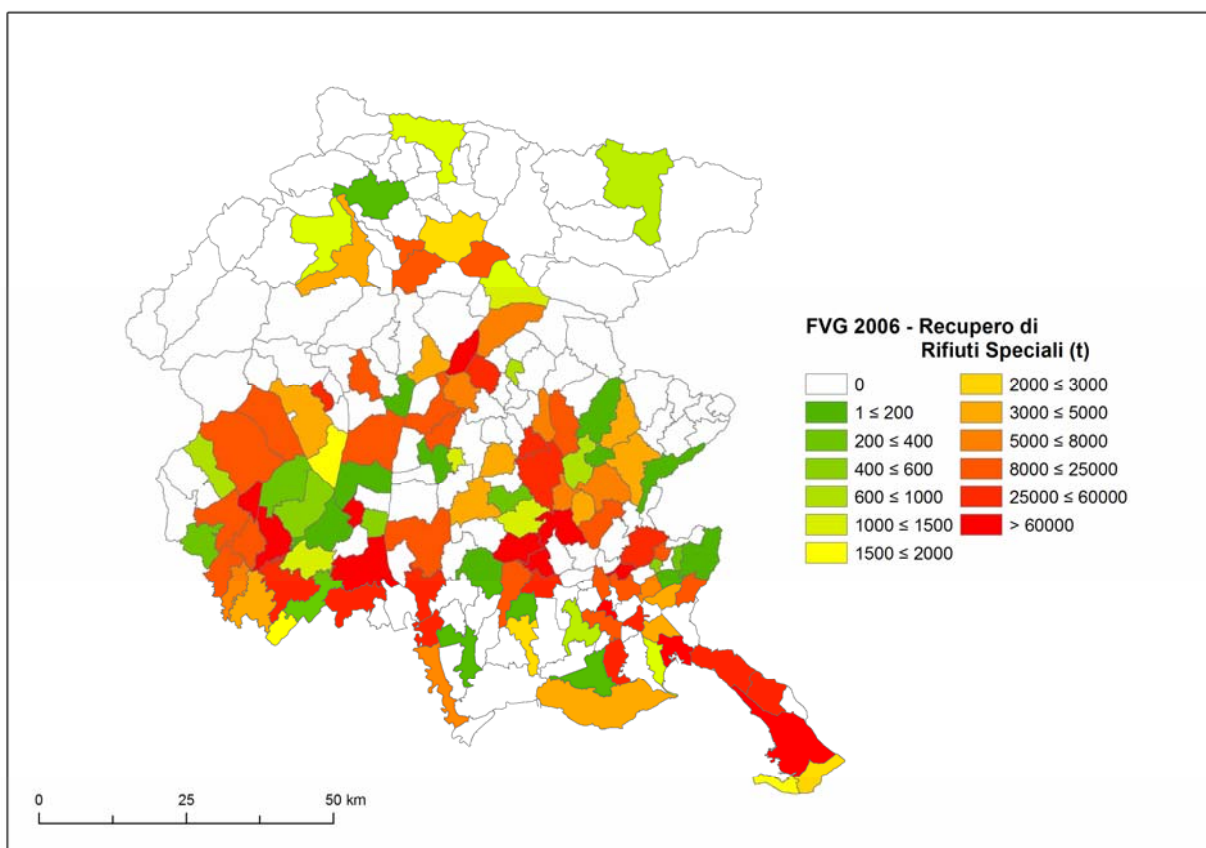 FVG 2006 - Recupero di
Rifiuti Speciali (t)
0
1 ≤ 200
200 ≤ 400
400 ≤ 600
600 ≤ 1000
1000 ≤ 1500
1500 ≤ 2000
2000 ≤ 3000
3000 ≤ 5000
5000 ≤ 8000
8000 ≤ 25000
25000 ≤ 60000
> 60000
0 25 50 km